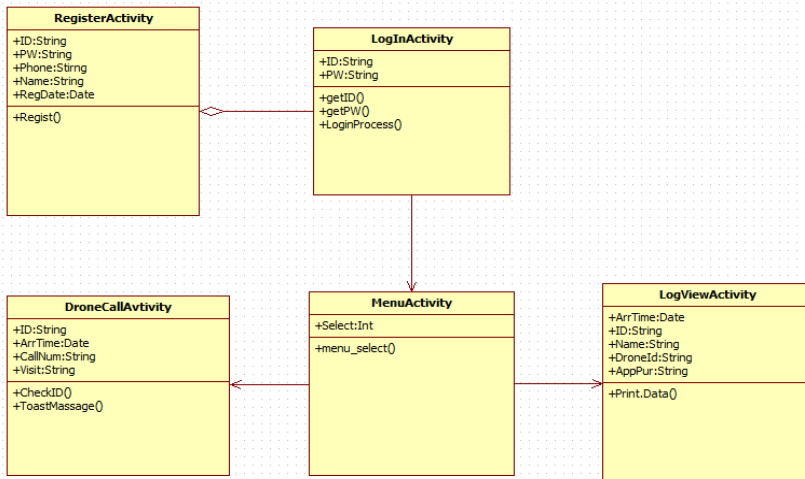 RegisterActivity
+ID:String
+PW:String
+Phone:Stirng
+Name:String
+RegDate:Date
+Regist()
LogInActivity
+ID:String
+PW:String
+getID()
+getPW()
+LoginProcess()
DroneCallAvtivity
+ID:String
+ArrTime:Date
+CallNum:String
+Visit:String
+CheckID()
+ToastMassage()
MenuActivity
+Select:Int
+menu_select()
LogViewActivity
+ArrTime:Date
+ID:String
+Name:String
+DroneId:String
+AppPur:String
+Print.Data()